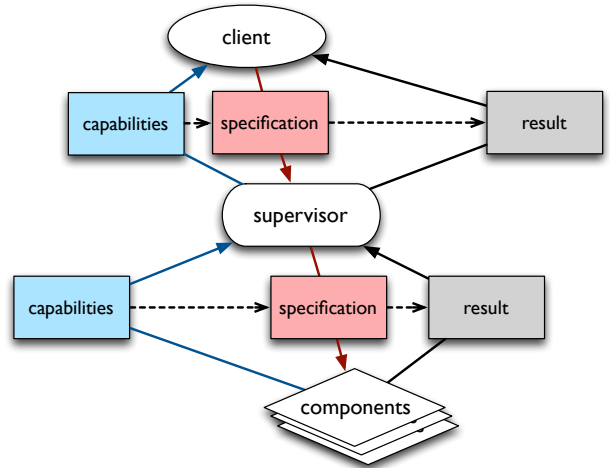 client
capabilities
specification
result
supervisor
capabilities
specification
result
components